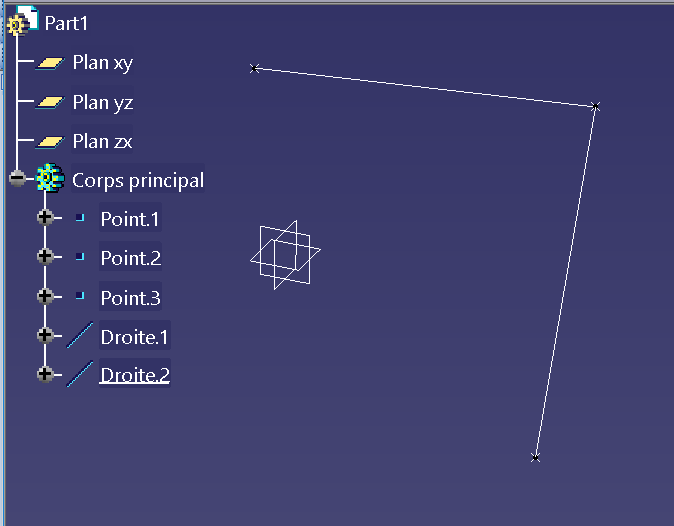 Part1
Plan xy
Plan yz
Plan zx
Corps principal
Point.1
Point.2
Point.3
Droite.1
Droite.2